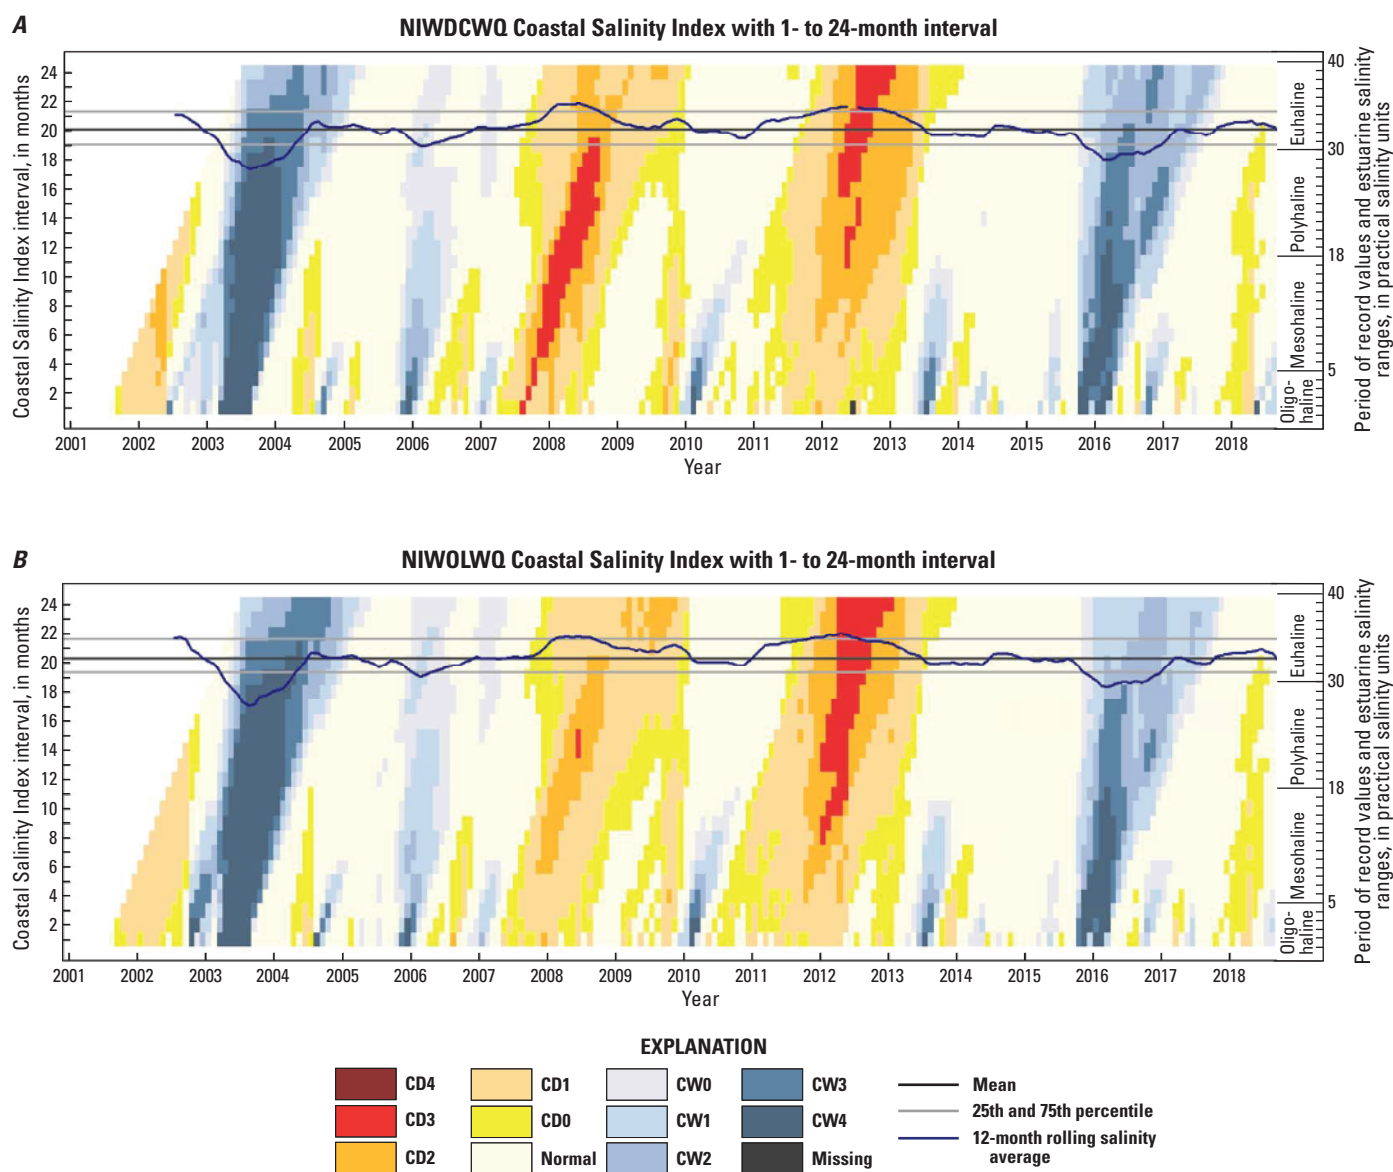 A
NIWDCWQ Coastal Salinity Index with 1- to 24-month interval
Coastal Salinity Index interval, in months
24
22
20
18
16
14
12
10
8
6
4
2
2001 2002 2003 2004 2005 2006 2007 2008 2009 2010 2011 2012 2013 2014 2015 2016 2017 2018
Year
40
30
18
5
Euhaline
Polyhaline
Mesohaline
Oligo-
haline
Period of record values and estuarine salinity
ranges, in practical salinity units
B
NIWOLWQ Coastal Salinity Index with 1- to 24-month interval
Coastal Salinity Index interval, in months
24
22
20
18
16
14
12
10
8
6
4
2
2001 2002 2003 2004 2005 2006 2007 2008 2009 2010 2011 2012 2013 2014 2015 2016 2017 2018
Year
40
30
18
5
Euhaline
Polyhaline
Mesohaline
Oligo-
haline
Period of record values and estuarine salinity
ranges, in practical salinity units
EXPLANATION
CD4 CD1 CW0 CW3 Mean
CD3 CD0 CW1 CW4 25th and 75th percentile
CD2 Normal CW2 Missing 12-month rolling salinity
average